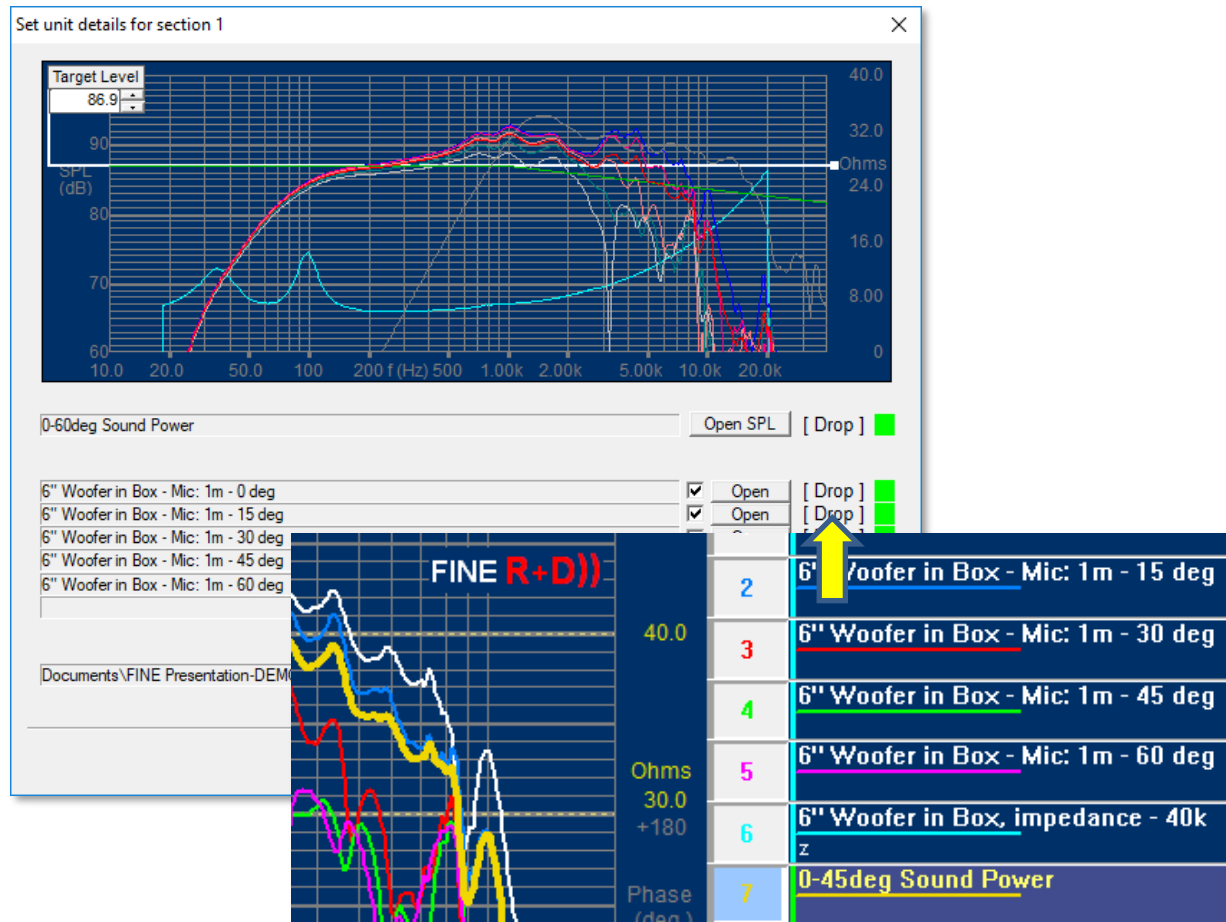 Set unit details for section 1
Target Level
86.9
40.0
90
32.0
SPL
(dB)
Ohms
24.0
80
16.0
70
8.00
60
0
10.0 20.0 50.0 100 200 f (Hz) 500 1.00k 2.00k 5.00k 10.0k 20.0k
0-60deg Sound Power
Open SPL [ Drop ]
6" Woofer in Box - Mic: 1m - 0 deg
Open [ Drop ]
6" Woofer in Box - Mic: 1m - 15 deg
Open [ Drop ]
6" Woofer in Box - Mic: 1m - 30 deg
6" Woofer in Box - Mic: 1m - 45 deg
6" Woofer in Box - Mic: 1m - 60 deg
Documents\FINE Presentation-DEM
FINE R+D))
40.0
Ohms
30.0
+180
Phase
(deg.)
2 6" Woofer in Box - Mic: 1m - 15 deg
3 6" Woofer in Box - Mic: 1m - 30 deg
4 6" Woofer in Box - Mic: 1m - 45 deg
5 6" Woofer in Box - Mic: 1m - 60 deg
6 6" Woofer in Box, impedance - 40k
z
7 0-45deg Sound Power